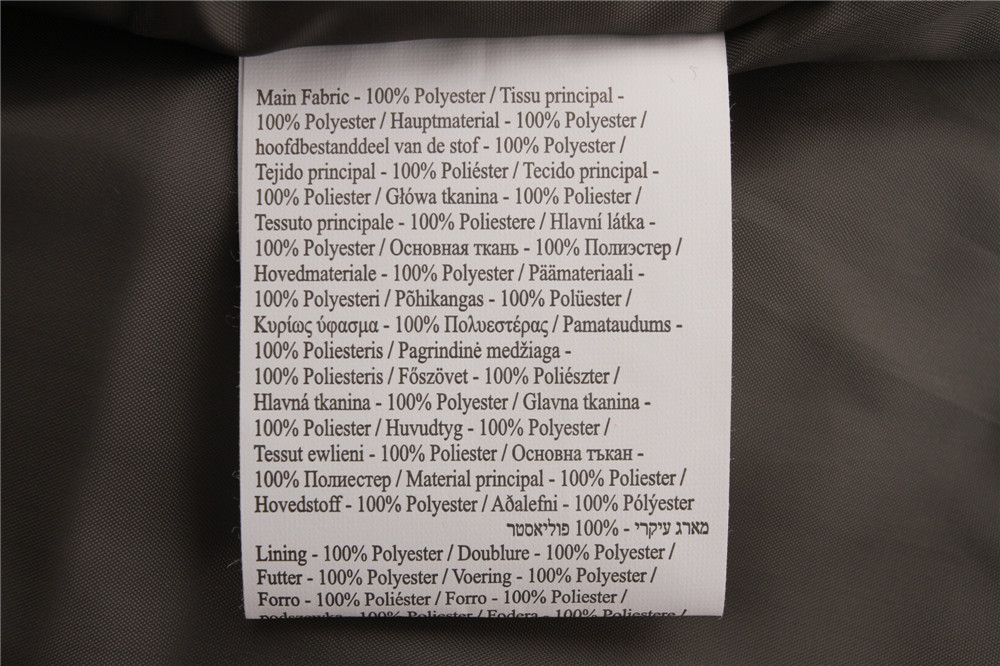 Main Fabric - 100% Polyester / Tissu principal -
100% Polyester / Hauptmaterial - 100% Polyester /
hoofdbestanddeel van de stof - 100% Polyester /
Tejido principal - 100% Poliéster / Tecido principal -
100% Poliester / Główa tkanina - 100% Poliester /
Tessuto principale - 100% Poliestere / Hlavní látka -
100% Polyester / Основная ткань - 100% Полиэстер /
Hovedmateriale - 100% Polyester / Päämateriaali -
100% Polyesteri / Põhikangas - 100% Polüester /
Κυρίως ύφασμα - 100% Πολυεστέρας / Pamataudums -
100% Poliesteris / Pagrindinė medžiaga -
100% Poliesteris / Főszövet - 100% Poliészter /
Hlavná tkanina - 100% Polyester / Glavna tkanina -
100% Poliester / Huvudtyg - 100% Polyester /
Tessut ewlieni - 100% Poliester / Основна тъкан -
100% Полиестер / Material principal - 100% Poliester /
Hovedstoff - 100% Polyester / Aðalefni - 100% Pólýester
מארג עיקרי - 100% פוליאסטר
Lining - 100% Polyester / Doublure - 100% Polyester /
Futter - 100% Polyester / Voering - 100% Polyester /
Forro - 100% Poliéster / Forro - 100% Poliester /
podszewka - 100% Poliester / Fodera - 100% Poliestere /